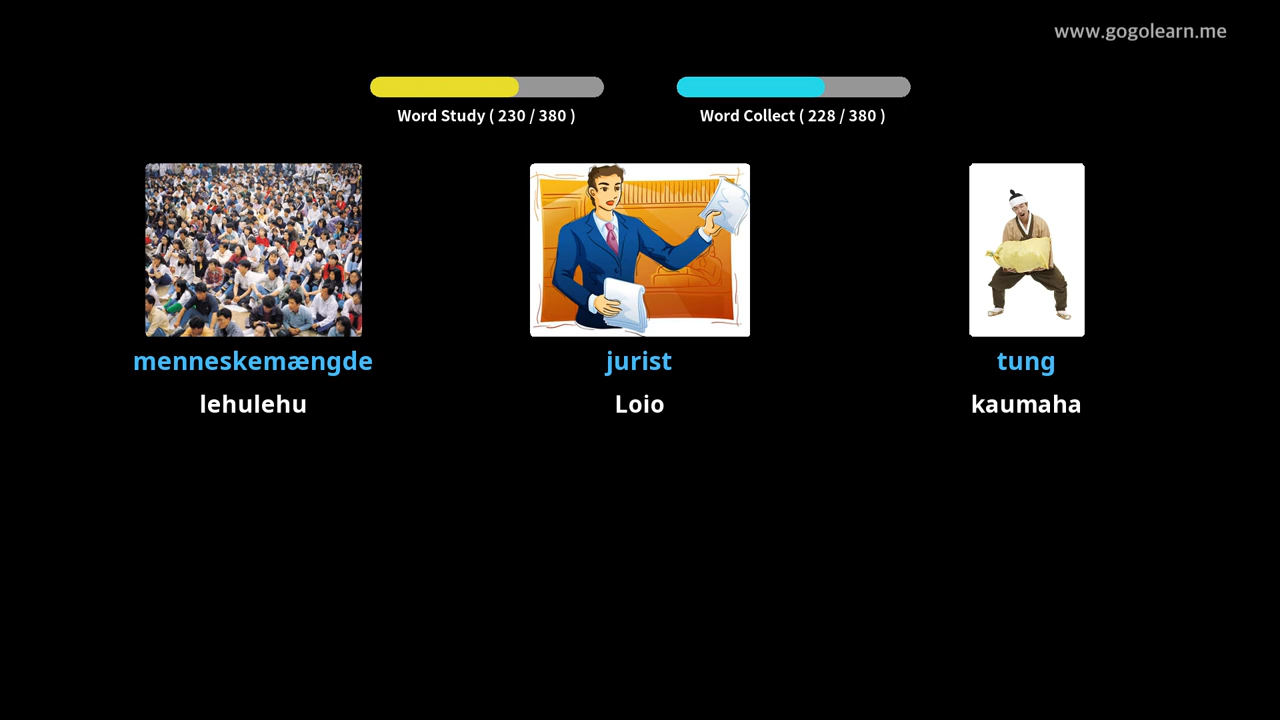 www.gogolearn.me
Word Study ( 230 / 380 )
Word Collect ( 228 / 380 )
menneskemængde
jurist
tung
lehulehu
Loio
kaumaha